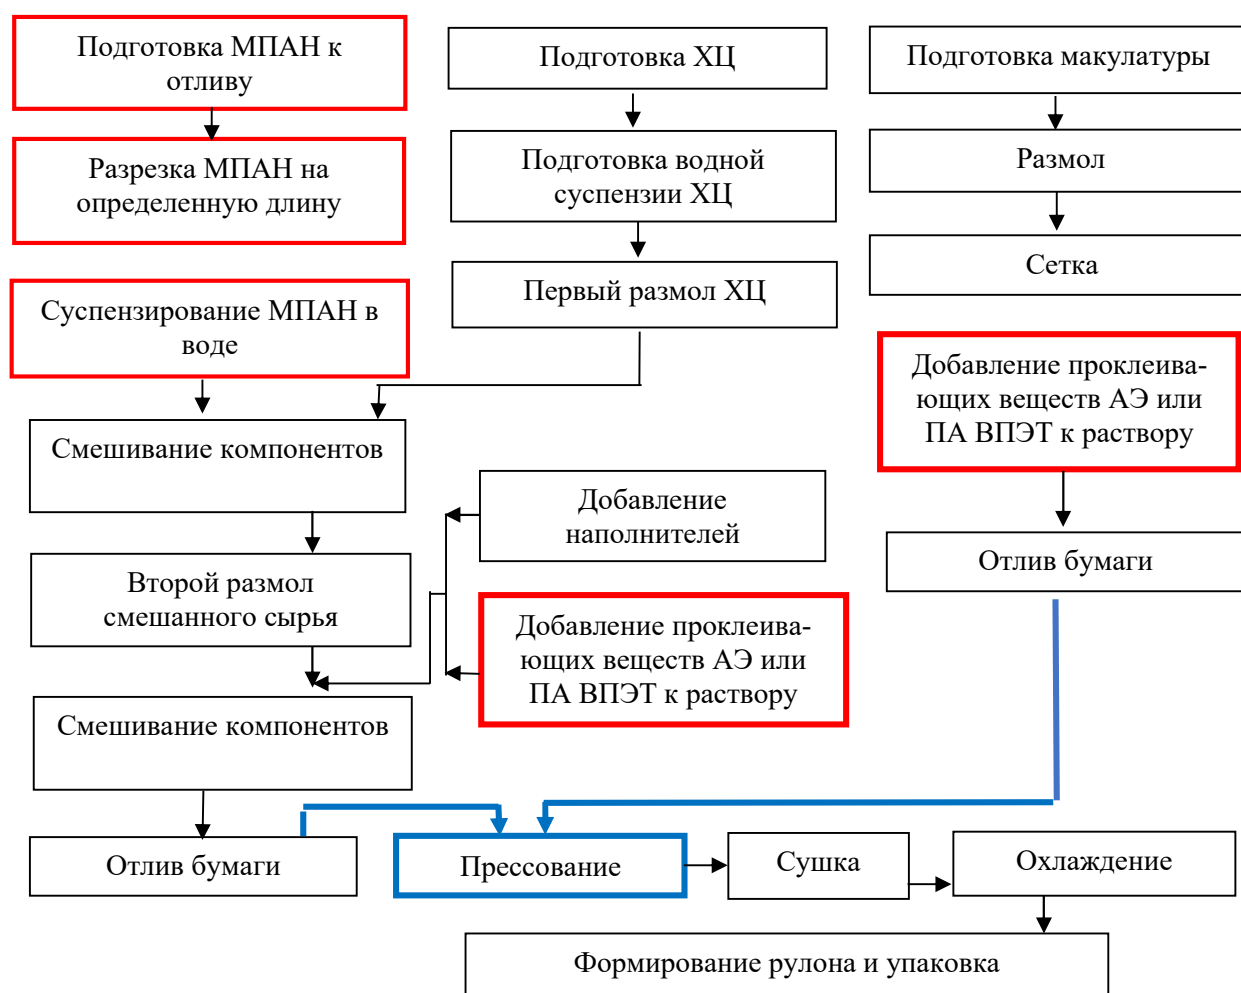 Подготовка МПАН к
отливу
Подготовка ХЦ
Подготовка макулатуры
Разрезка МПАН на
определенную длину
Подготовка водной
суспензии ХЦ
Размол
Суспензирование МПАН в
воде
Первый размол ХЦ
Сетка
Добавление проклеива-
ющих веществ АЭ или
ПА ВПЭТ к раствору
Смешивание компонентов
Добавление
наполнителей
Отлив бумаги
Второй размол
смешанного сырья
Добавление проклеива-
ющих веществ АЭ или
ПА ВПЭТ к раствору
Смешивание компонентов
Отлив бумаги
Прессование
Сушка
Охлаждение
Формирование рулона и упаковка